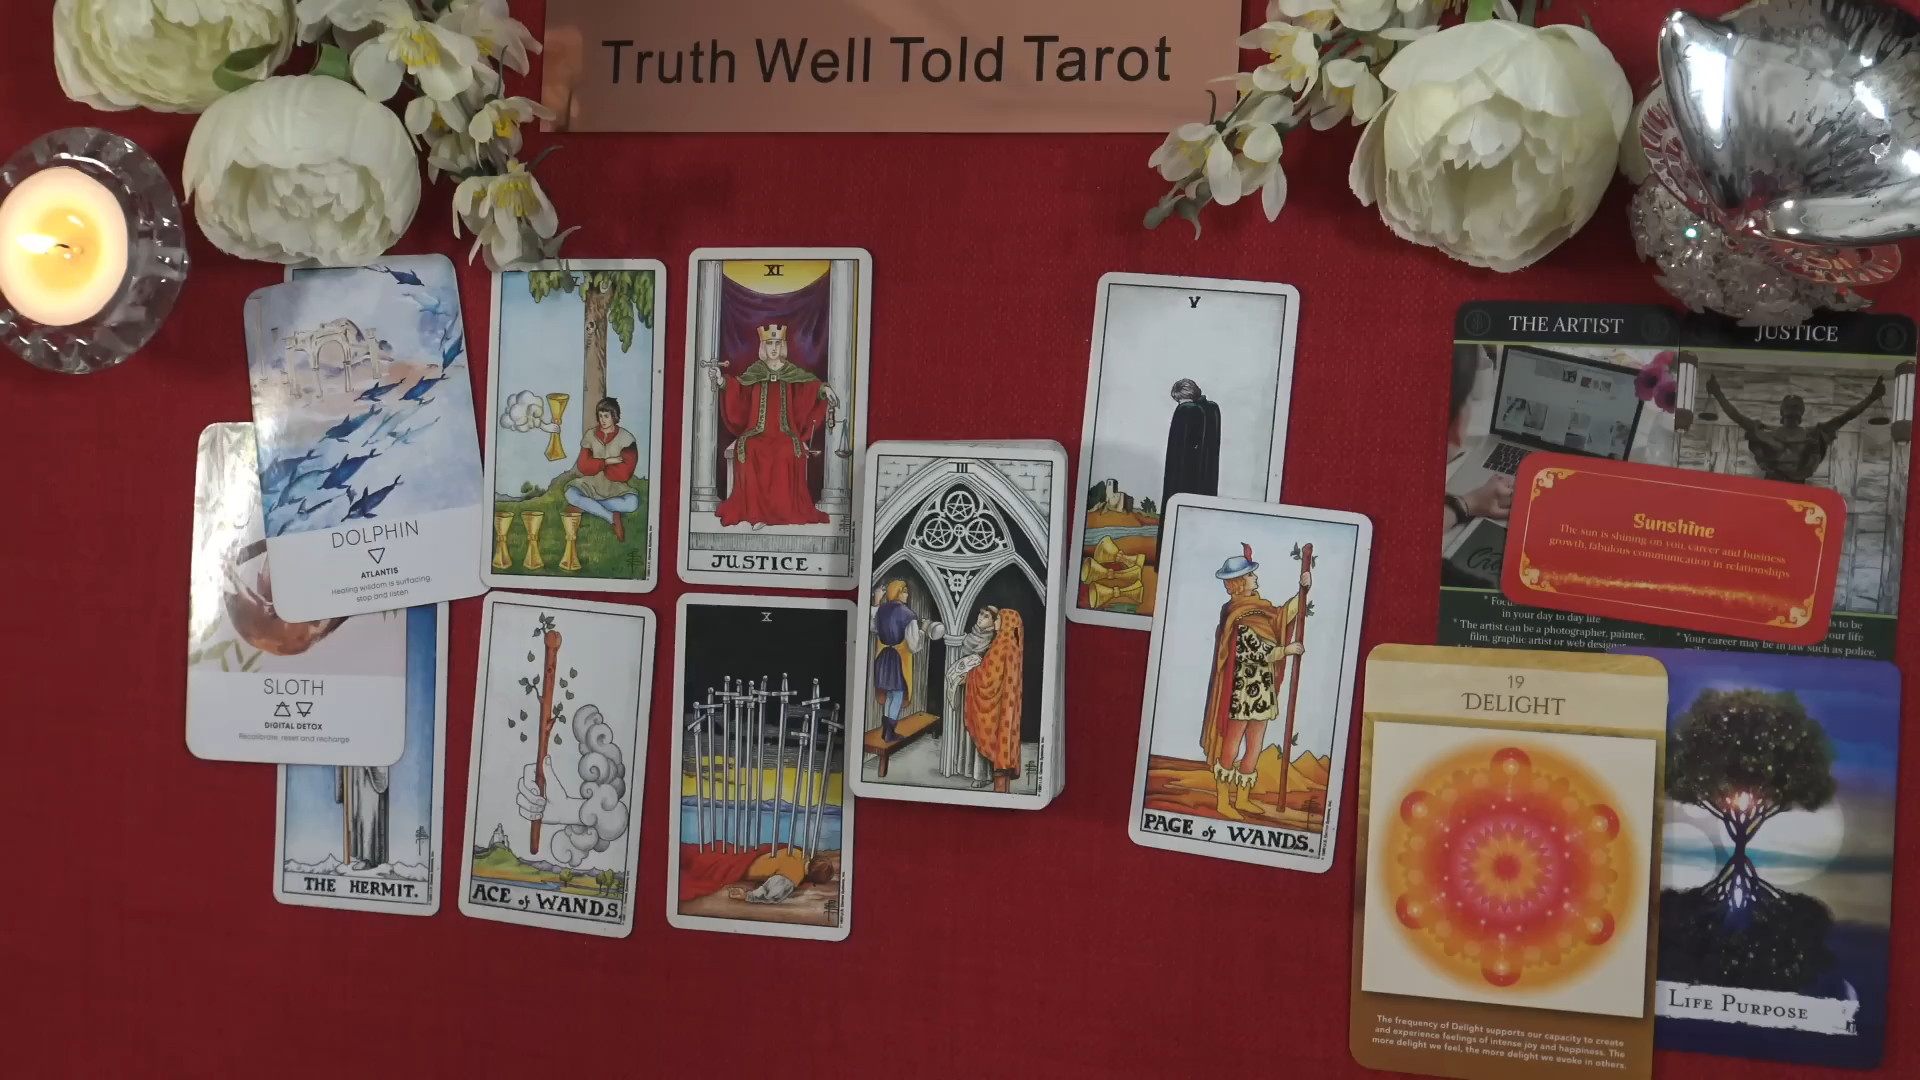 Truth Well Told Tarot
DOLPHIN
ATLANTIS
Healing wisdom is surfacing,
stop and listen
SLOTH
DIGITAL DETOX
Recalibrate, reset and recharge
THE HERMIT.
ACE of WANDS.
XI
JUSTICE.
X
III
V
PAGE of WANDS.
THE ARTIST
JUSTICE
Sunshine
The sun is shining on you, career and business
growth, fabulous communication in relationships
in your day to day life
* The artist can be a photographer, painter,
film, graphic artist or web
is to be
your life
* Your career may be in law such as police,
19
DELIGHT
The frequency of Delight supports our capacity to create
and experience feelings of intense joy and happiness. The
more delight we feel, the more delight we evoke in others.
LIFE PURPOSE